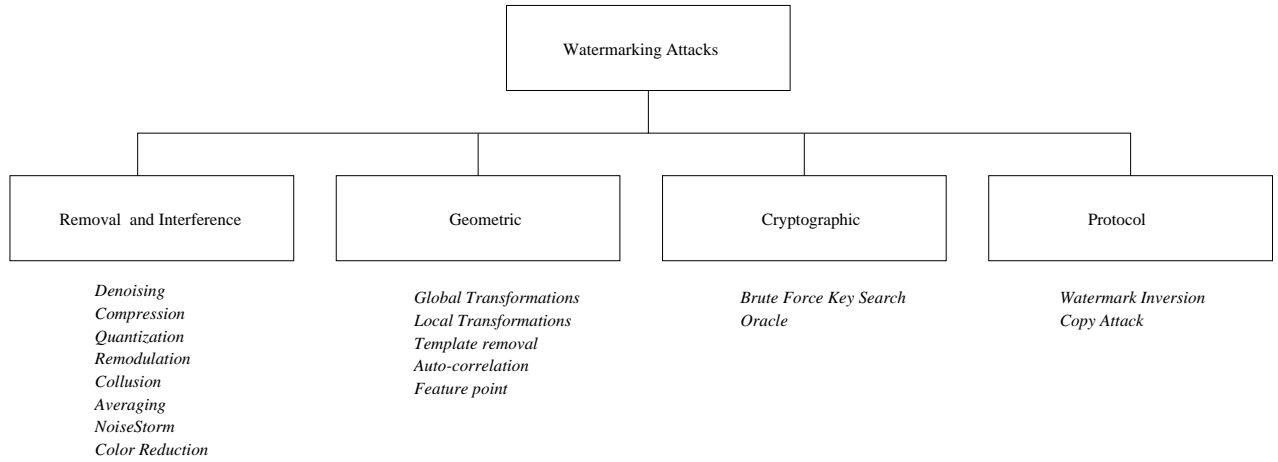 Watermarking Attacks
Removal and Interference
Geometric
Cryptographic
Protocol
Denoising
Compression
Quantization
Remodulation
Collusion
Averaging
NoiseStorm
Color Reduction
Global Transformations
Local Transformations
Template removal
Auto-correlation
Feature point
Brute Force Key Search
Oracle
Watermark Inversion
Copy Attack